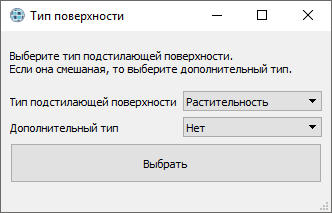 Тип поверхности
Выберите тип подстилающей поверхности.
Если она смешаная, то выберите дополнительный тип.
Тип подстилающей поверхности Растительность
Дополнительный тип Нет
Выбрать